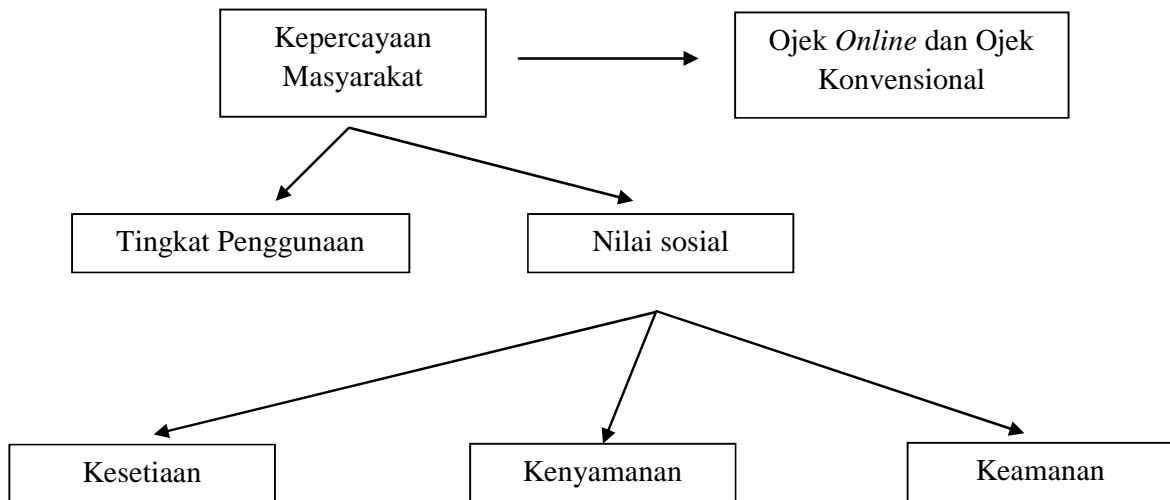 Kepercayaan
Masyarakat
Ojek Online dan Ojek
Konvensional
Tingkat Penggunaan
Nilai sosial
Kesetiaan
Kenyamanan
Keamanan